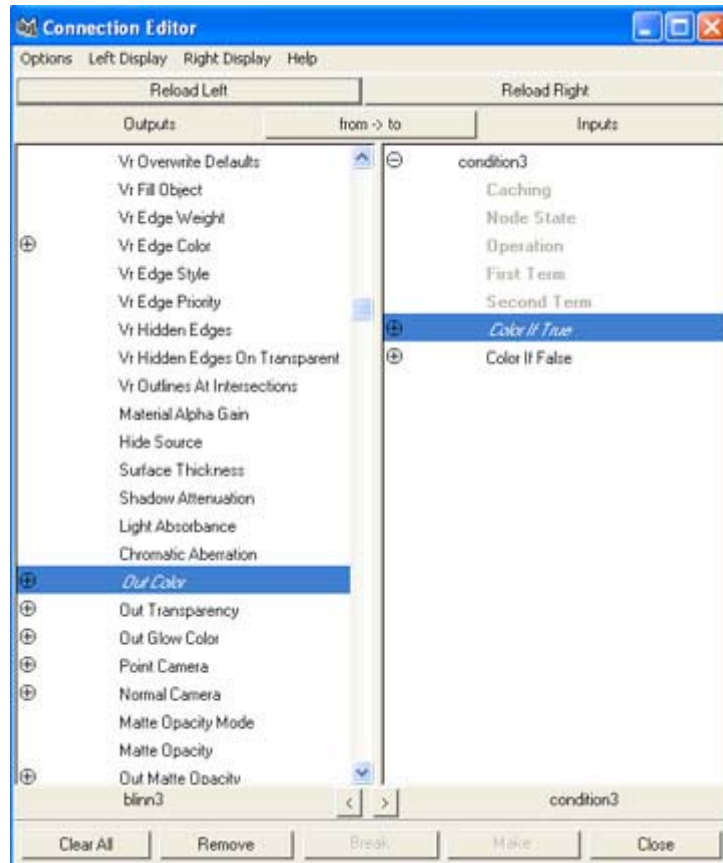 Connection Editor
Options Left Display Right Display Help
Reload Left Reload Right
Outputs from -> to Inputs
Vr Overwrite Defaults
Vr Fill Object
Vr Edge Weight
Vr Edge Color
Vr Edge Style
Vr Edge Priority
Vr Hidden Edges
Vr Hidden Edges On Transparent
Vr Outlines At Intersections
Material Alpha Gain
Hide Source
Surface Thickness
Shadow Attenuation
Light Absorbance
Chromatic Aberration
Out Color
Out Transparency
Out Glow Color
Point Camera
Normal Camera
Matte Opacity Mode
Matte Opacity
Out Matte Opacity
condition3
Caching
Node State
Operation
First Term
Second Term
Color If True
Color If False
blinn3 < > condition3
Clear All Remove Break Make Close